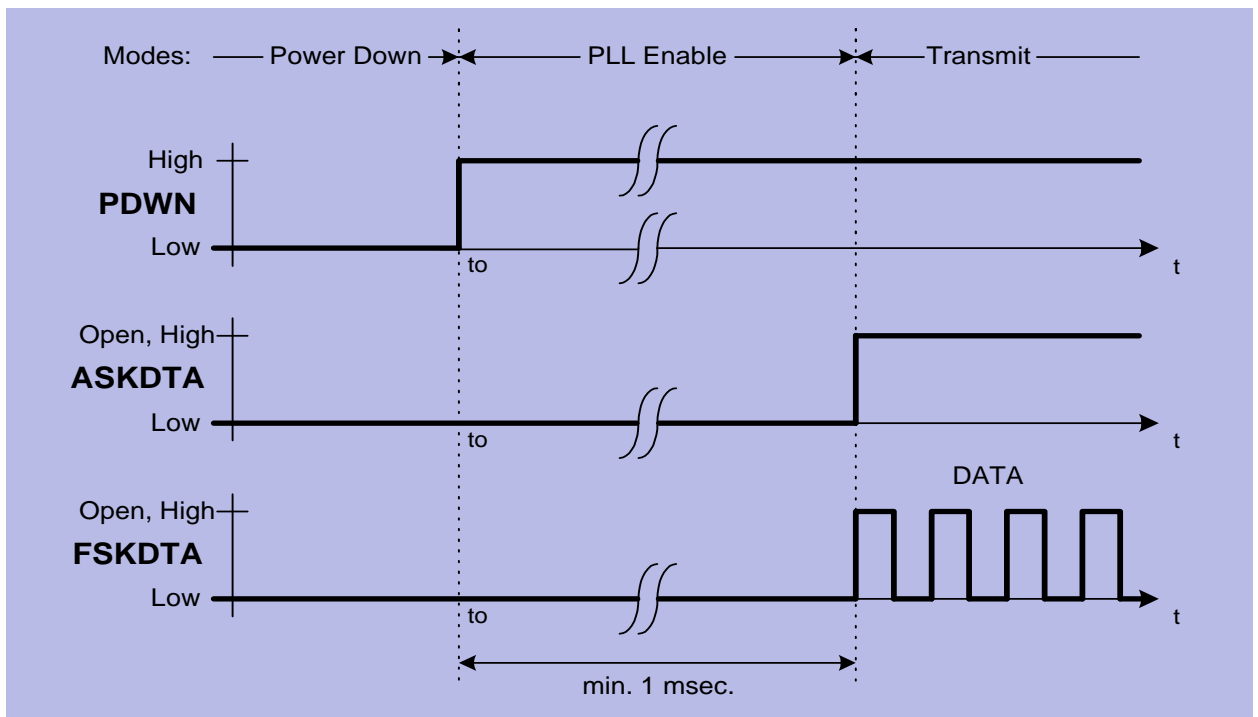 Modes: Power Down PLL Enable Transmit
High
PDWN
Low
to
t
Open, High
ASKDTA
Low
to
t
DATA
Open, High
FSKDTA
Low
to
t
min. 1 msec.